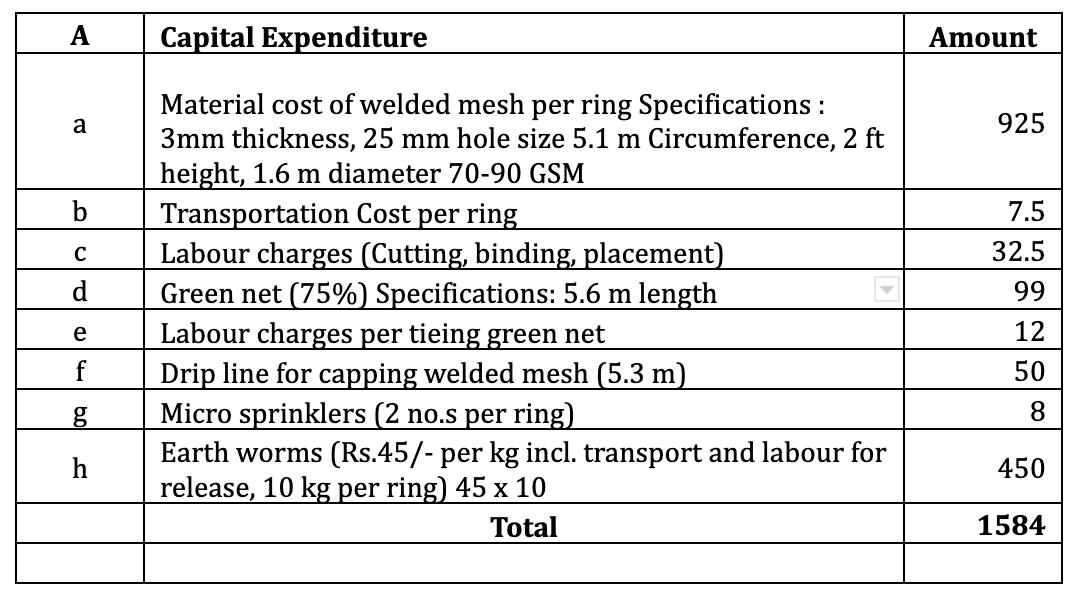 A Capital Expenditure Amount
a Material cost of welded mesh per ring Specifications : 925
3mm thickness, 25 mm hole size 5.1 m Circumference, 2 ft
height, 1.6 m diameter 70-90 GSM
b Transportation Cost per ring 7.5
c Labour charges (Cutting, binding, placement) 32.5
d Green net (75%) Specifications: 5.6 m length 99
e Labour charges per tieing green net 12
f Drip line for capping welded mesh (5.3 m) 50
g Micro sprinklers (2 no.s per ring) 8
h Earth worms (Rs.45/- per kg incl. transport and labour for 450
release, 10 kg per ring) 45 x 10
Total 1584